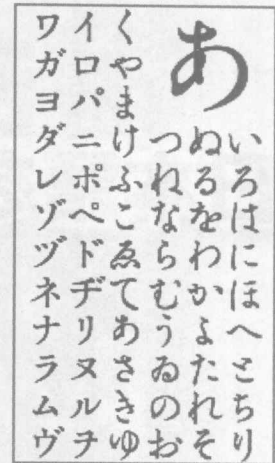 あ
いろはにほへとちり
ぬるをわかよたれそ
つねならむうゐのお
くやまけふこゑてあさきゆ
イロパニポペドヂリヌルヲ
ワガヨダレゾヅネナラムヴ